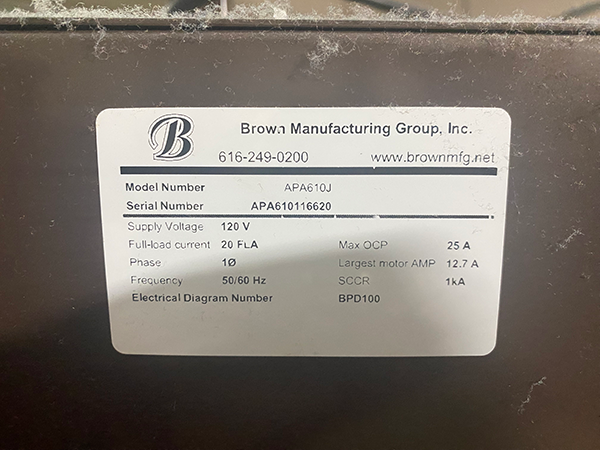 B Brown Manufacturing Group, Inc.
616-249-0200 www.brownmfg.net
Model Number APA610J
Serial Number APA610116620
Supply Voltage 120 V
Full-load current 20 FLA Max OCP 25 A
Phase 1Ø Largest motor AMP 12.7 A
Frequency 50/60 Hz SCCR 1kA
Electrical Diagram Number BPD100